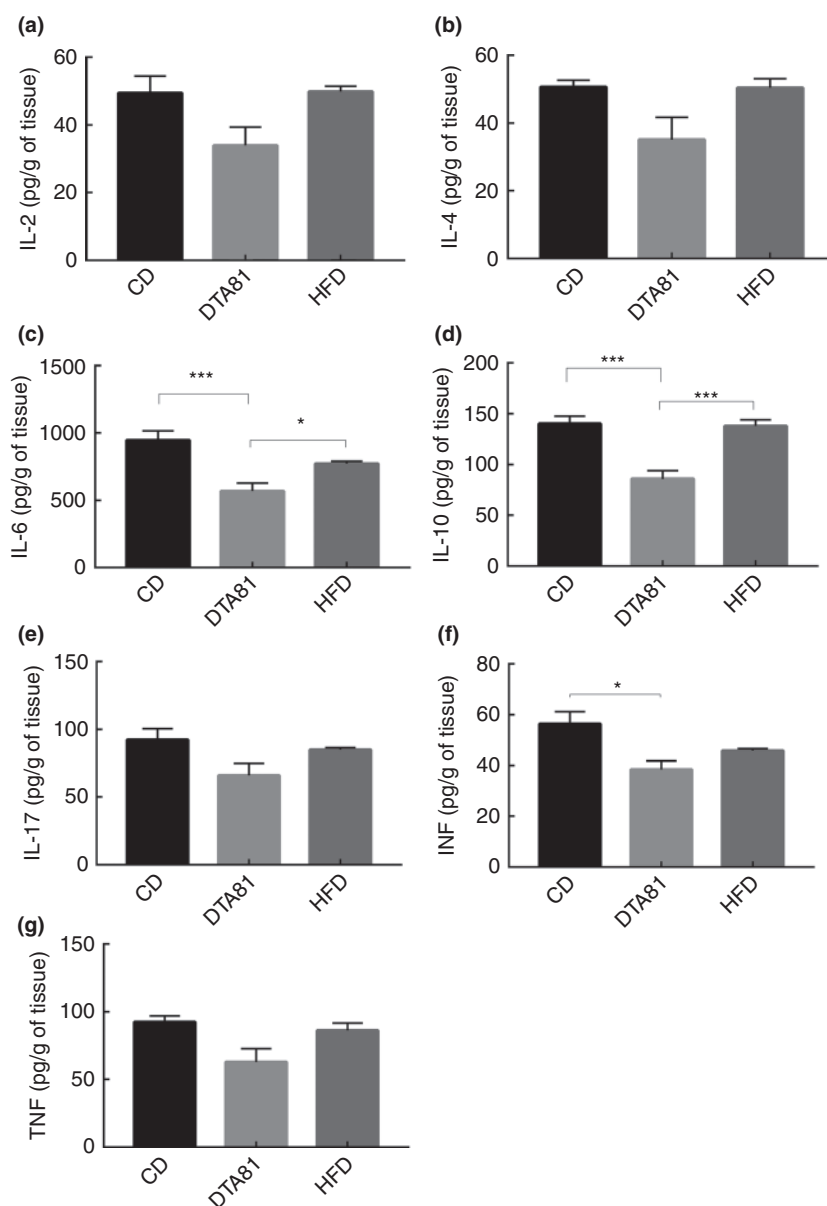 (a)
60
40
20
0
IL-2 (pg/g of tissue)
CD
DTA81
HFD
(b)
60
40
20
0
IL-4 (pg/g of tissue)
CD
DTA81
HFD
(c)
1500
1000
500
0
IL-6 (pg/g of tissue)
***
*
CD
DTA81
HFD
(d)
200
150
100
50
0
IL-10 (pg/g of tissue)
***
***
CD
DTA81
HFD
(e)
150
100
50
0
IL-17 (pg/g of tissue)
CD
DTA81
HFD
(f)
80
60
40
20
0
INF (pg/g of tissue)
*
CD
DTA81
HFD
(g)
150
100
50
0
TNF (pg/g of tissue)
CD
DTA81
HFD